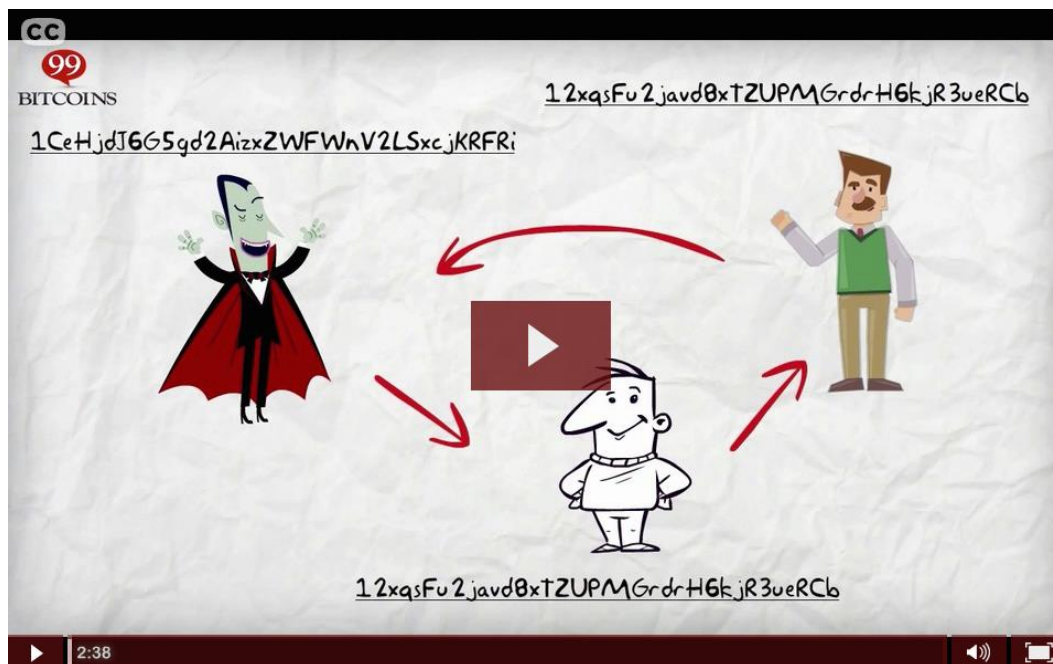 CC
99
BITCOINS
12xqsFu2javd8xTZUPMGrdrH6kjR3ueRCb
1CeHjdJ6G5gd2AizxZWFWnV2LSxcjKRFRi
12xqsFu2javd8xTZUPMGrdrH6kjR3ueRCb
2:38